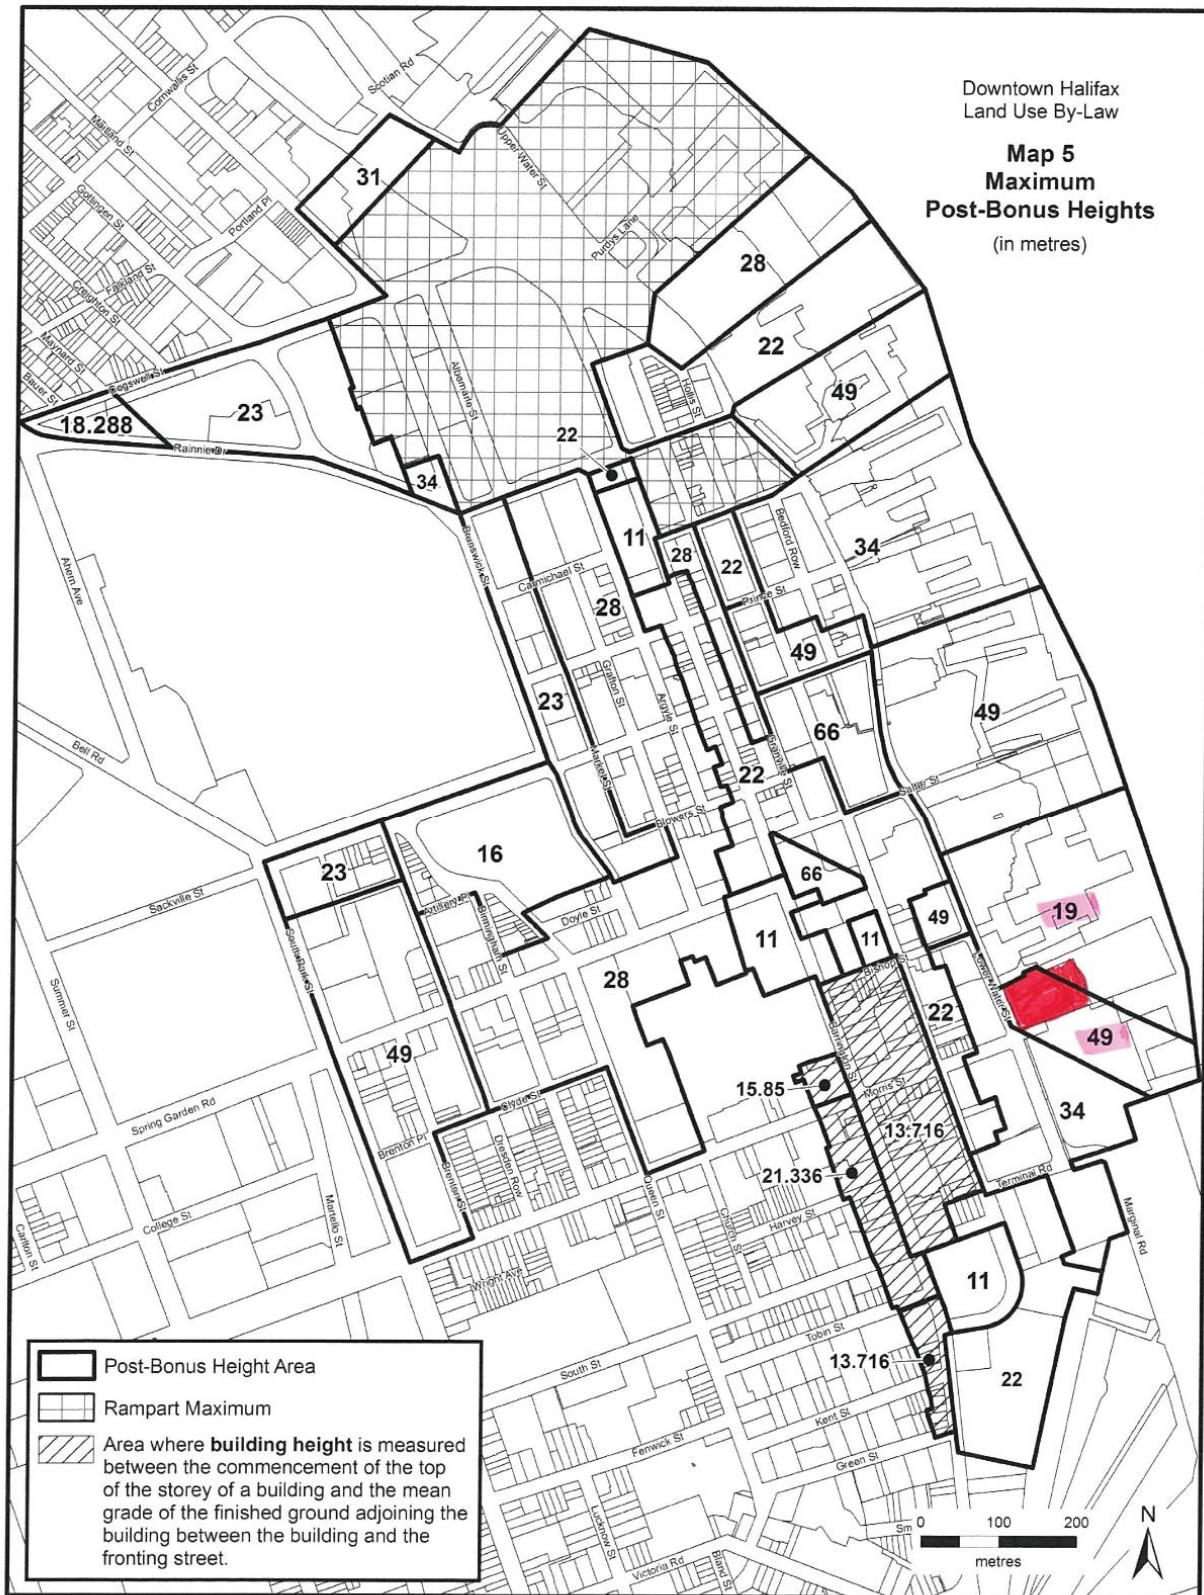 Downtown Halifax
Land Use By-Law
Map 5
Maximum
Post-Bonus Heights
(in metres)
Scotian Rd
Cornwallis St
Maitland St
Gottingen St
Portland Pl
Falkland St
Creighton St
Maynard St
Bauer St
Cogswell St
Rainnie Dr
Upper Water St
Purdys Lane
Albemarle St
Hollis St
31
28
22
49
18.288
23
34
22
11
28
22
34
Brunswick St
Carmichael St
Bedford Row
Prince St
Ahern Ave
28
49
Grafton St
Argyle St
23
66
49
Bell Rd
Market St
Granville St
22
Salter St
Blowers St
16
23
66
Sackville St
Artillery Pl
Birmingham St
Doyle St
11
49
19
11
Bishop St
South Park St
Summer St
28
22
Lower Water St
49
49
Barrington St
15.85
Morris St
13.716
34
Spring Garden Rd
Clyde St
Brenton Pl
Brenton St
Dresden Row
21.336
Queen St
Terminal Rd
Carlton St
College St
Martello St
Church St
Harvey St
Marginal Rd
Wright Ave
11
Tobin St
South St
13.716
22
Kent St
Fenwick St
Green St
Lucknow St
Victoria Rd
Bland St
Sm
Post-Bonus Height Area
Rampart Maximum
Area where building height is measured
between the commencement of the top
of the storey of a building and the mean
grade of the finished ground adjoining the
building between the building and the
fronting street.
0 100 200
metres
N